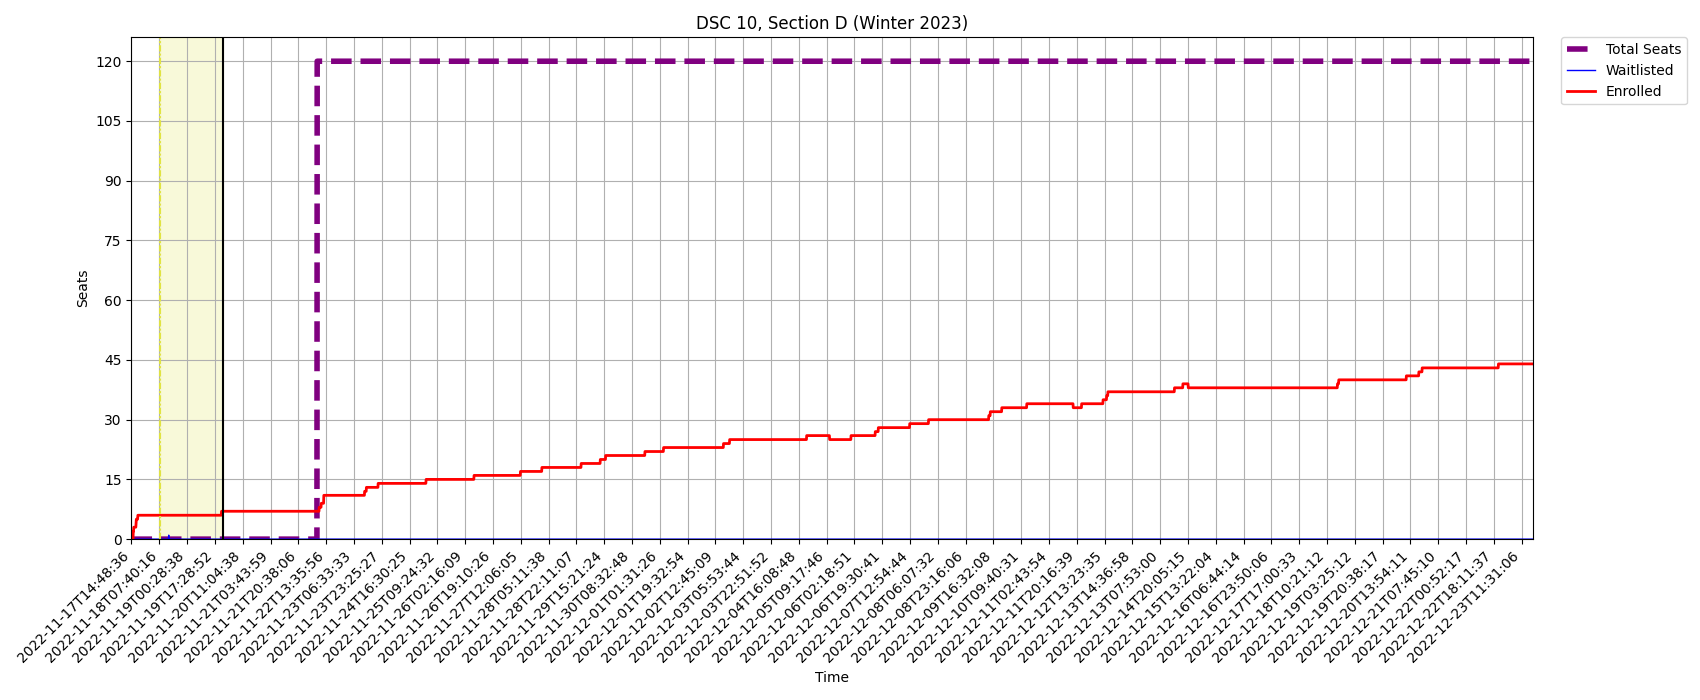 DSC 10, Section D (Winter 2023)
Total Seats
Waitlisted
Enrolled
120
105
90
75
60
45
30
15
0
Seats
2022-11-17T14:48:36
2022-11-18T07:40:16
2022-11-19T00:28:38
2022-11-19T17:28:52
2022-11-20T11:04:38
2022-11-21T03:43:59
2022-11-21T20:38:06
2022-11-22T13:35:56
2022-11-23T06:33:33
2022-11-23T23:25:27
2022-11-24T16:30:25
2022-11-25T09:24:32
2022-11-26T02:16:09
2022-11-26T19:10:26
2022-11-27T12:06:05
2022-11-28T05:11:38
2022-11-28T22:11:07
2022-11-29T15:21:24
2022-11-30T08:32:48
2022-12-01T01:31:26
2022-12-01T19:32:54
2022-12-02T12:45:09
2022-12-03T05:53:44
2022-12-03T22:51:52
2022-12-04T16:08:48
2022-12-05T09:17:46
2022-12-06T02:18:51
2022-12-06T19:30:41
2022-12-07T12:54:44
2022-12-08T06:07:32
2022-12-08T23:16:06
2022-12-09T16:32:08
2022-12-10T09:40:31
2022-12-11T02:43:54
2022-12-11T20:16:39
2022-12-12T13:23:35
2022-12-13T14:36:58
2022-12-13T07:53:00
2022-12-14T20:05:15
2022-12-15T13:22:04
2022-12-16T06:44:14
2022-12-16T23:50:06
2022-12-17T17:00:33
2022-12-18T10:21:12
2022-12-19T03:25:12
2022-12-19T20:38:17
2022-12-20T13:54:11
2022-12-21T07:45:10
2022-12-22T00:52:17
2022-12-22T18:11:37
2022-12-23T11:31:06
Time